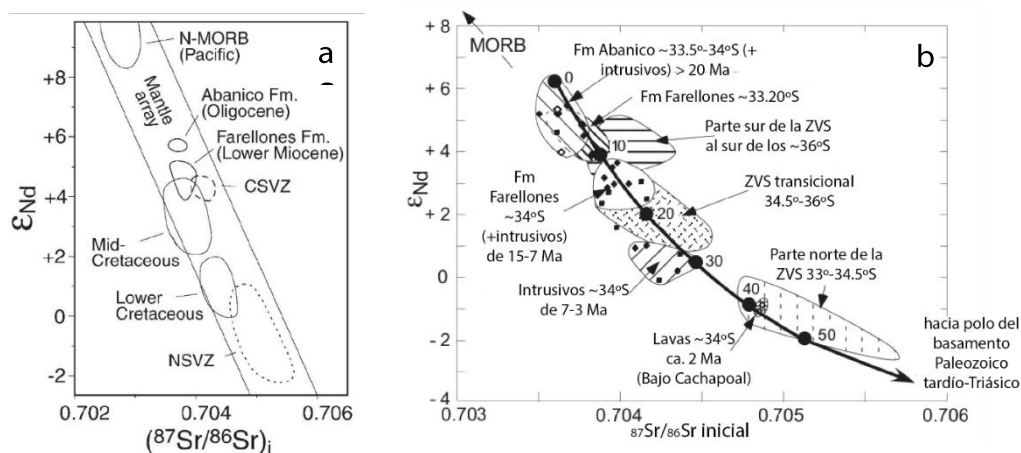 a
N-MORB
(Pacific)
Mantle
array
Abanico Fm.
(Oligocene)
Farellones Fm.
(Lower Miocene)
CSVZ
Mid-
Cretaceous
Lower
Cretaceous
NSVZ
+8
+6
+4
+2
0
-2
εNd
0.702
0.704
0.706
(87Sr/86Sr)i
b
MORB
Fm Abanico ~33.5º-34ºS (+
intrusivos) > 20 Ma
Fm Farellones ~33.20ºS
Parte sur de la ZVS
al sur de los ~36ºS
ZVS transicional
34.5º-36ºS
Fm
Farellones
~34ºS
(+intrusivos)
de 15-7 Ma
Intrusivos ~34ºS
de 7-3 Ma
Parte norte de la
ZVS 33º-34.5ºS
Lavas ~34ºS
ca. 2 Ma
(Bajo Cachapoal)
hacia polo del
basamento
Paleozoico
tardío-Triásico
0
10
20
30
40
50
+ 8
+ 6
+ 4
+ 2
0
- 2
- 4
εNd
0.703
0.704
0.705
0.706
87Sr/86Sr inicial